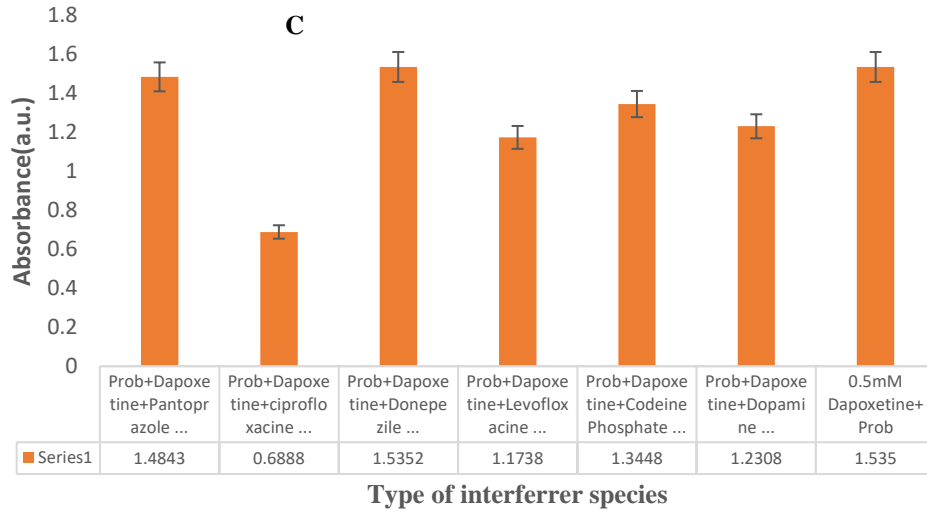 C
Absorbance(a.u.)
1.8
1.6
1.4
1.2
1
0.8
0.6
0.4
0.2
0
Prob+Dapoxe
tine+Pantopr
azole ...
Prob+Dapoxe
tine+ciproflo
xacine ...
Prob+Dapoxe
tine+Donepe
zile ...
Prob+Dapoxe
tine+Levoflox
acine ...
Prob+Dapoxe
tine+Codeine
Phosphate ...
Prob+Dapoxe
tine+Dopami
ne ...
0.5mM
Dapoxetine+
Prob
Series1 1.4843 0.6888 1.5352 1.1738 1.3448 1.2308 1.535
Type of interferrer species